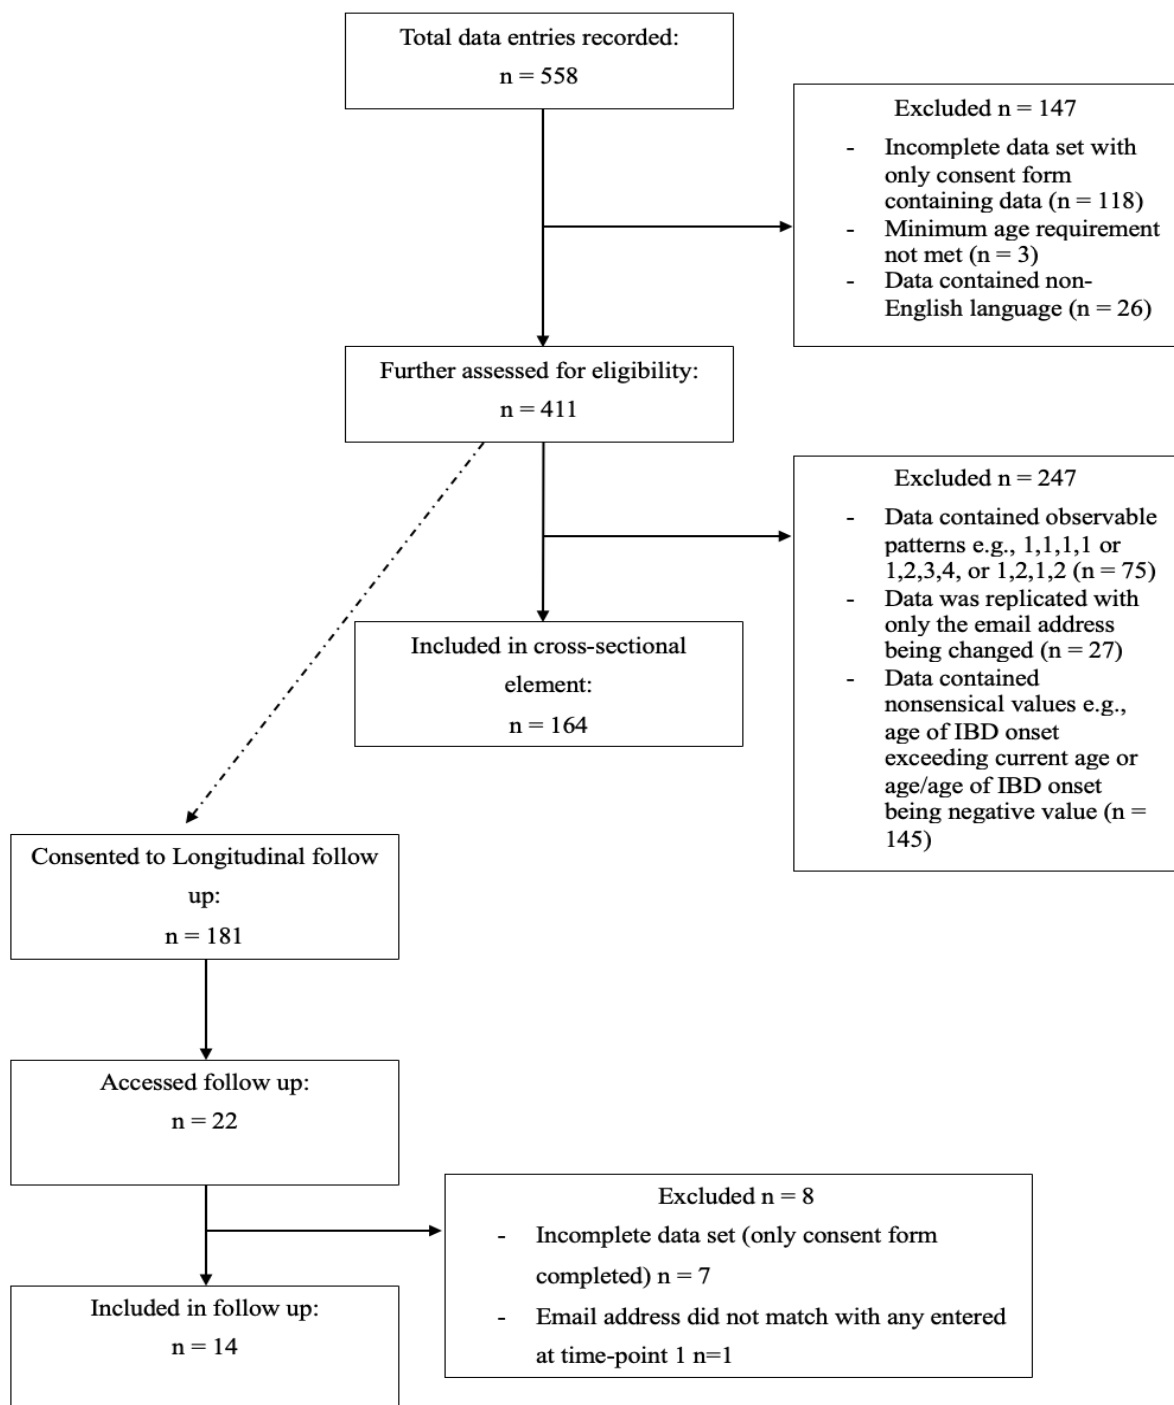 Total data entries recorded:
n = 558
Excluded n = 147
- Incomplete data set with
only consent form
containing data (n = 118)
- Minimum age requirement
not met (n = 3)
- Data contained non-
English language (n = 26)
Further assessed for eligibility:
n = 411
Excluded n = 247
- Data contained observable
patterns e.g., 1,1,1,1 or
1,2,3,4, or 1,2,1,2 (n = 75)
- Data was replicated with
only the email address
being changed (n = 27)
- Data contained
nonsensical values e.g.,
age of IBD onset
exceeding current age or
age/age of IBD onset
being negative value (n =
145)
Included in cross-sectional
element:
n = 164
Consented to Longitudinal follow
up:
n = 181
Accessed follow up:
n = 22
Excluded n = 8
- Incomplete data set (only consent form
completed) n = 7
- Email address did not match with any entered
at time-point 1 n=1
Included in follow up:
n = 14